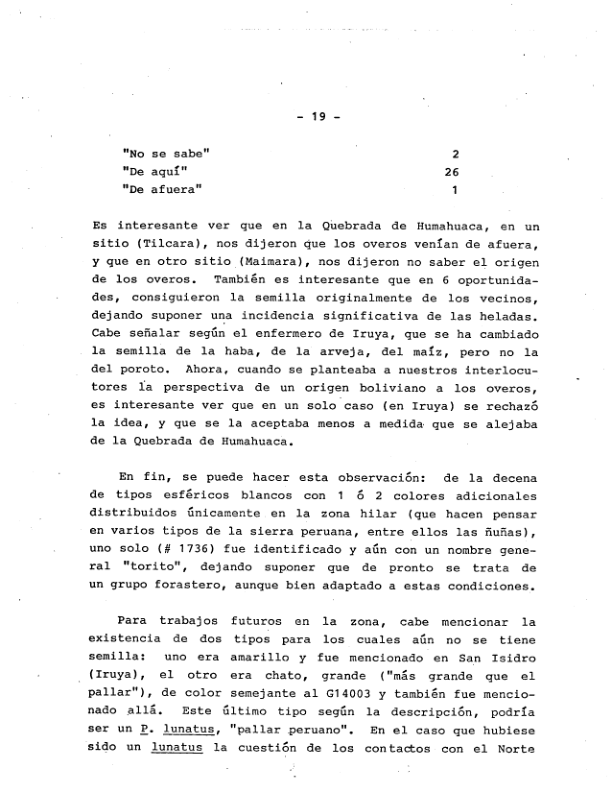 - 19 -
"No se sabe" 2
"De aquí" 26
"De afuera" 1
Es interesante ver que en la Quebrada de Humahuaca, en un
sitio (Tilcara), nos dijeron que los overos venían de afuera,
y que en otro sitio (Maimara), nos dijeron no saber el origen
de los overos. También es interesante que en 6 oportunida-
des, consiguieron la semilla originalmente de los vecinos,
dejando suponer una incidencia significativa de las heladas.
Cabe señalar según el enfermero de Iruya, que se ha cambiado
la semilla de la haba, de la arveja, del maíz, pero no la
del poroto. Ahora, cuando se planteaba a nuestros interlocu-
tores la perspectiva de un origen boliviano a los overos,
es interesante ver que en un solo caso (en Iruya) se rechazó
la idea, y que se la aceptaba menos a medida que se alejaba
de la Quebrada de Humahuaca.
En fin, se puede hacer esta observación: de la decena
de tipos esféricos blancos con 1 ó 2 colores adicionales
distribuidos únicamente en la zona hilar (que hacen pensar
en varios tipos de la sierra peruana, entre ellos las ñuñas),
uno solo (# 1736) fue identificado y aún con un nombre gene-
ral "torito", dejando suponer que de pronto se trata de
un grupo forastero, aunque bien adaptado a estas condiciones.
Para trabajos futuros en la zona, cabe mencionar la
existencia de dos tipos para los cuales aún no se tiene
semilla: uno era amarillo y fue mencionado en San Isidro
(Iruya), el otro era chato, grande ("más grande que el
pallar"), de color semejante al G14003 y también fue mencio-
nado allá. Este último tipo según la descripción, podría
ser un P. lunatus, "pallar peruano". En el caso que hubiese
sido un lunatus la cuestión de los contactos con el Norte